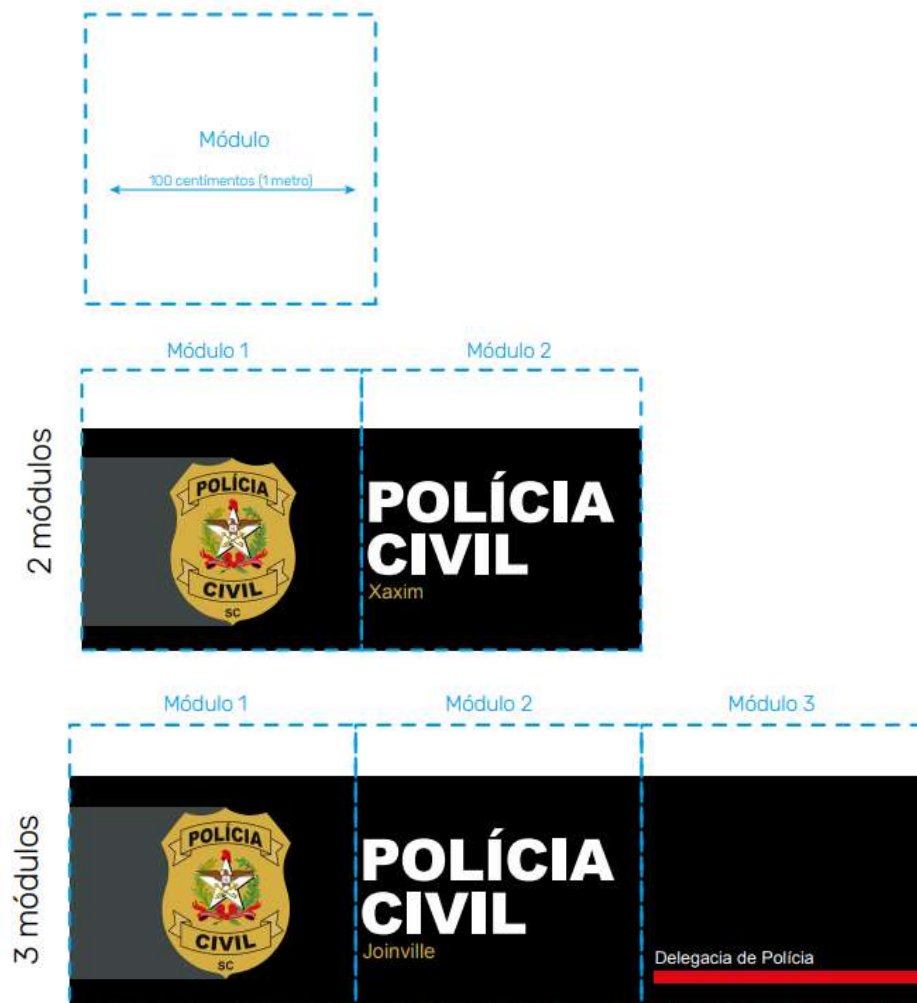 Módulo
100 centímentos (1 metro)
Módulo 1
Módulo 2
2 módulos
POLÍCIA
CIVIL
SC
POLÍCIA
CIVIL
Xaxim
Módulo 1
Módulo 2
Módulo 3
3 módulos
POLÍCIA
CIVIL
SC
POLÍCIA
CIVIL
Joinville
Delegacia de Polícia